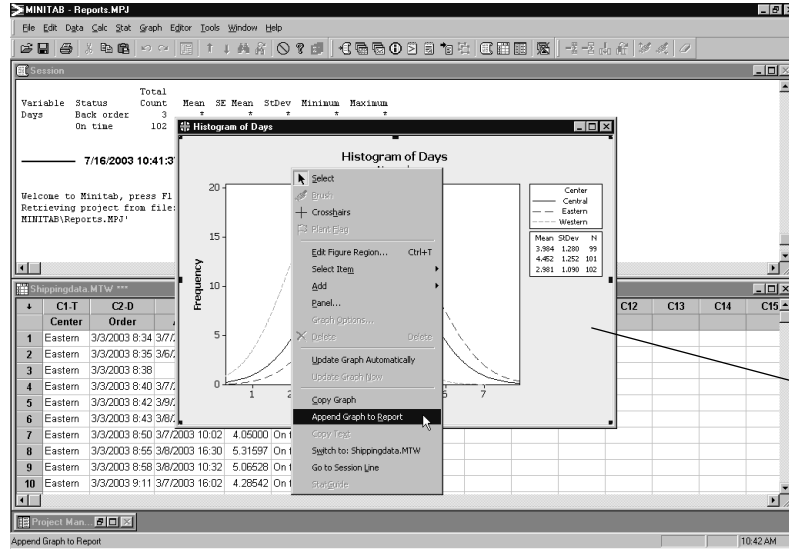 MINITAB - Reports.MPJ
File Edit Data Calc Stat Graph Editor Tools Window Help
Session
Total
Variable Status Count Mean SE Mean StDev Minimum Maximum
Days Back order 3 * * * * *
On time 102
7/16/2003 10:41:3
Welcome to Minitab, press F1
Retrieving project from file:
MINITAB\Reports.MPJ'
Histogram of Days
Histogram of Days
Frequency
20
15
10
5
0
1 2 6 7
Center
Central
Eastern
Western
Mean StDev N
3.984 1.280 99
4.452 1.252 101
2.981 1.090 102
Select
Brush
Crosshairs
Plant Flag
Edit Figure Region... Ctrl+T
Select Item
Add
Panel...
Graph Options...
Delete Delete
Update Graph Automatically
Update Graph Now
Copy Graph
Append Graph to Report
Copy Text
Switch to: Shippingdata.MTW
Go to Session Line
StatGuide
Shippingdata.MTW ***
C1-T C2-D C12 C13 C14 C15
Center Order
1 Eastern 3/3/2003 8:34 3/7/
2 Eastern 3/3/2003 8:35 3/6/
3 Eastern 3/3/2003 8:38
4 Eastern 3/3/2003 8:40 3/7/
5 Eastern 3/3/2003 8:42 3/9/
6 Eastern 3/3/2003 8:43 3/8/
7 Eastern 3/3/2003 8:50 3/7/2003 10:02 4.05000 On t
8 Eastern 3/3/2003 8:55 3/8/2003 16:30 5.31597 On t
9 Eastern 3/3/2003 8:58 3/8/2003 10:32 5.06528 On t
10 Eastern 3/3/2003 9:11 3/7/2003 16:02 4.28542 On t
Project Man...
Append Graph to Report
10:42 AM